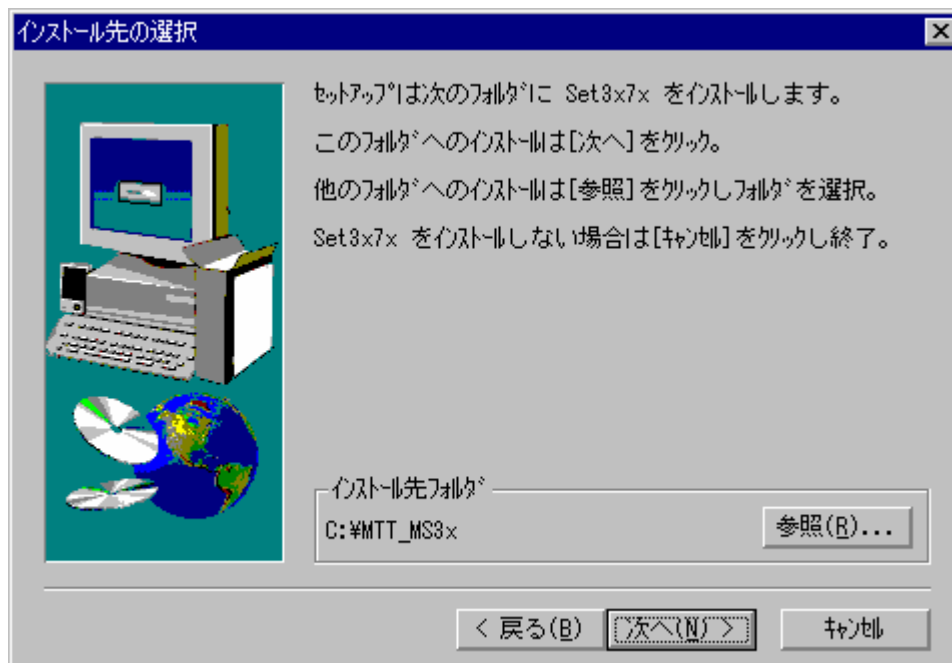 インストール先の選択
セットアップは次のフォルダに Set3x7x をインストールします。
このフォルダへのインストールは[次へ]をクリック。
他のフォルダへのインストールは[参照]をクリックしフォルダを選択。
Set3x7x をインストールしない場合は[キャンセル]をクリックし終了。
インストール先フォルダ
C:¥MTT_MS3x
参照(R)...
< 戻る(B)
次へ(N) >
キャンセル